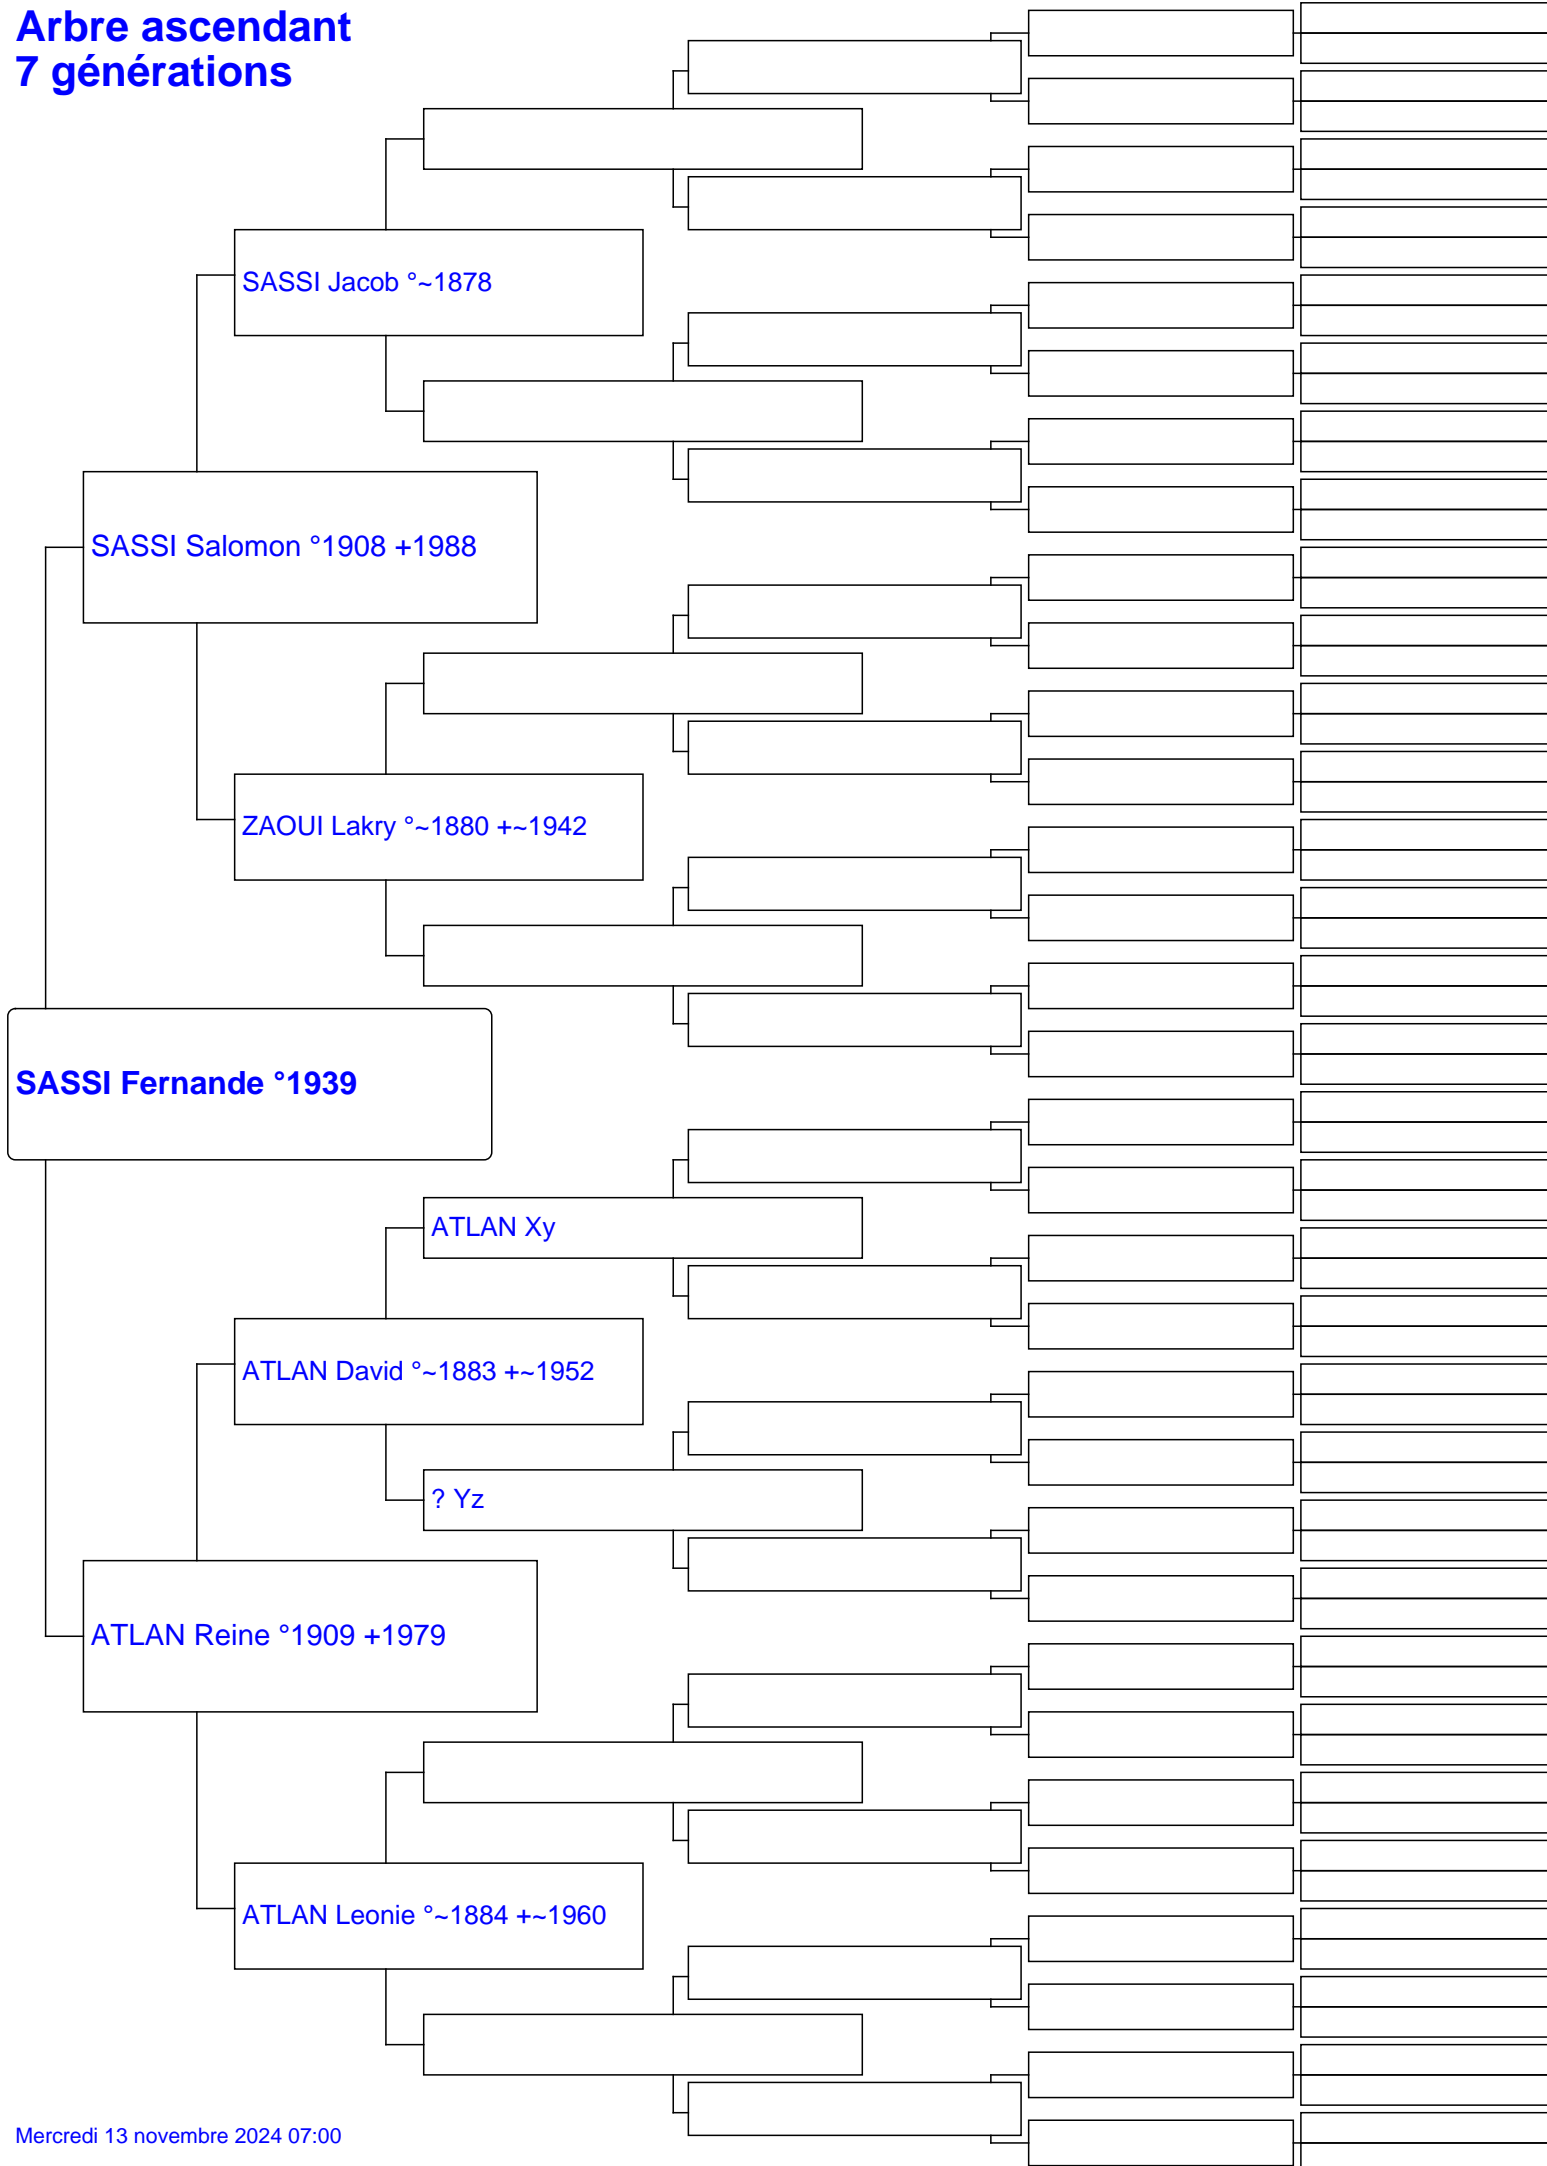 Arbre ascendant
7 générations
SASSI Jacob °~1878
SASSI Salomon °1908 +1988
ZAOUI Lakry °~1880 +~1942
SASSI Fernande °1939
ATLAN Xy
ATLAN David °~1883 +~1952
? Yz
ATLAN Reine °1909 +1979
ATLAN Leonie °~1884 +~1960
Mercredi 13 novembre 2024 07:00